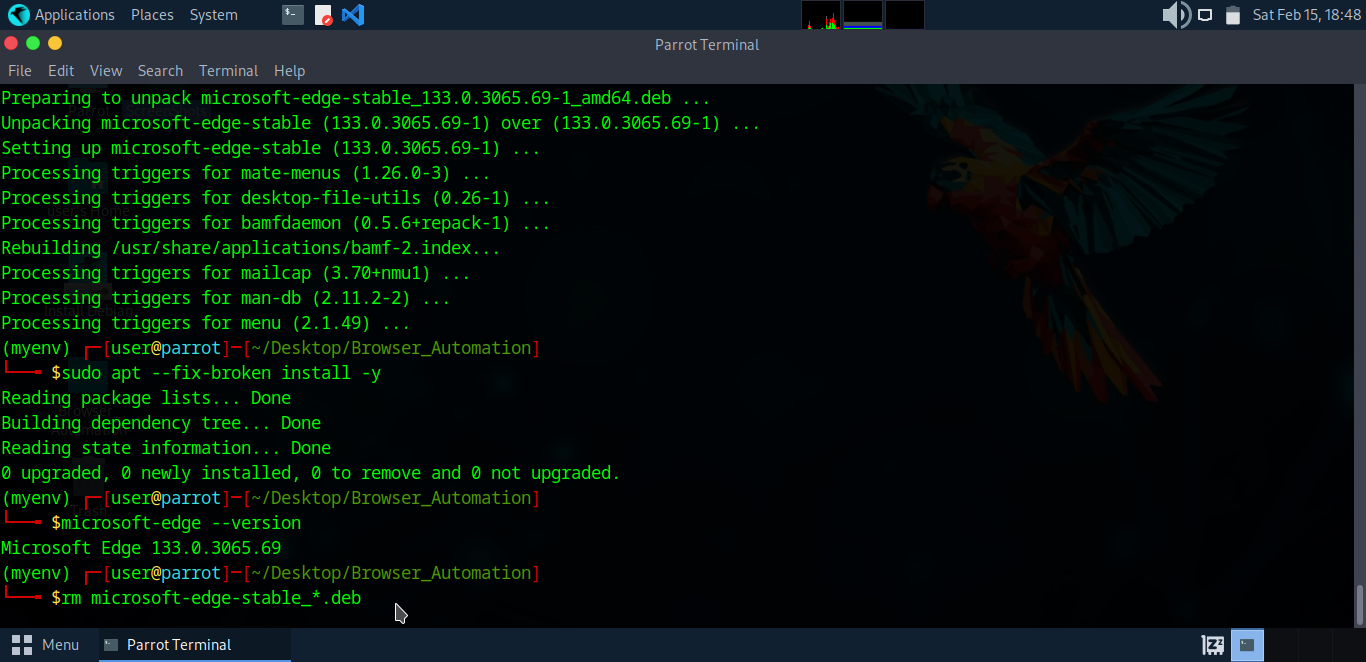 Applications Places System Sat Feb 15, 18:48
Parrot Terminal
File Edit View Search Terminal Help
Preparing to unpack microsoft-edge-stable_133.0.3065.69-1_amd64.deb ...
Unpacking microsoft-edge-stable (133.0.3065.69-1) over (133.0.3065.69-1) ...
Setting up microsoft-edge-stable (133.0.3065.69-1) ...
Processing triggers for mate-menus (1.26.0-3) ...
Processing triggers for desktop-file-utils (0.26-1) ...
Processing triggers for bamfdaemon (0.5.6+repack-1) ...
Rebuilding /usr/share/applications/bamf-2.index...
Processing triggers for mailcap (3.70+nmu1) ...
Processing triggers for man-db (2.11.2-2) ...
Processing triggers for menu (2.1.49) ...
(myenv) ┌─[user@parrot]─[~/Desktop/Browser_Automation]
└──╼ $sudo apt --fix-broken install -y
Reading package lists... Done
Building dependency tree... Done
Reading state information... Done
0 upgraded, 0 newly installed, 0 to remove and 0 not upgraded.
(myenv) ┌─[user@parrot]─[~/Desktop/Browser_Automation]
└──╼ $microsoft-edge --version
Microsoft Edge 133.0.3065.69
(myenv) ┌─[user@parrot]─[~/Desktop/Browser_Automation]
└──╼ $rm microsoft-edge-stable_*.deb
Menu Parrot Terminal